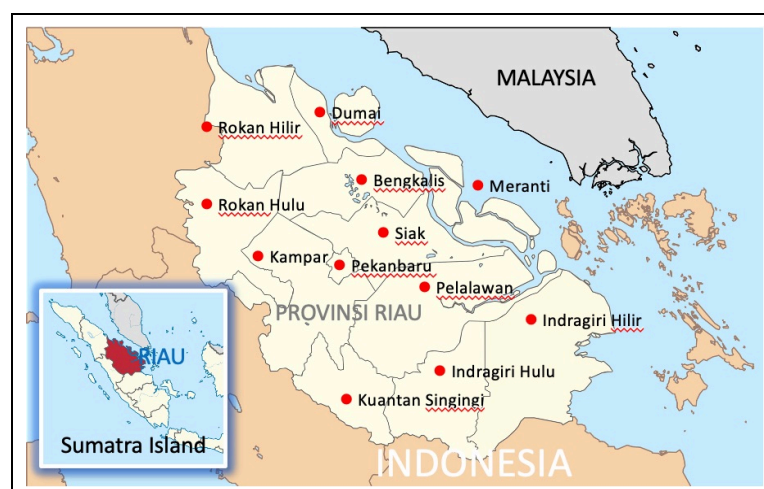 MALAYSIA
Dumai
Rokan Hilir
Bengkalis
Meranti
Rokan Hulu
Siak
Kampar
Pekanbaru
Pelalawan
PROVINSI RIAU
Indragiri Hilir
RIAU
Indragiri Hulu
Kuantan Singingi
Sumatra Island
INDONESIA